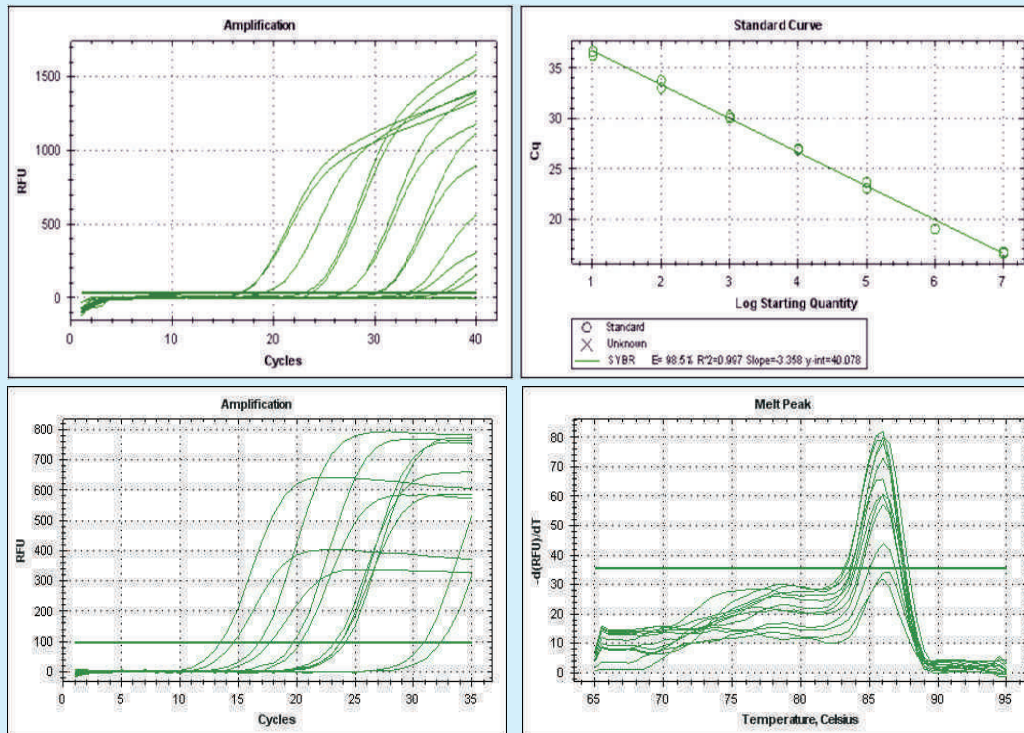 Amplification
1500
1000
500
0
RFU
0 10 20 30 40
Cycles
Standard Curve
35
30
25
20
Cq
1 2 3 4 5 6 7
Log Starting Quantity
Standard
Unknown
SYBR E= 98.5% R^2=0.997 Slope=-3.358 y-int=40.078
Amplification
800
700
600
500
400
300
200
100
0
RFU
0 5 10 15 20 25 30 35
Cycles
Melt Peak
80
70
60
50
40
30
20
10
0
-d(RFU)/dT
65 70 75 80 85 90 95
Temperature, Celsius